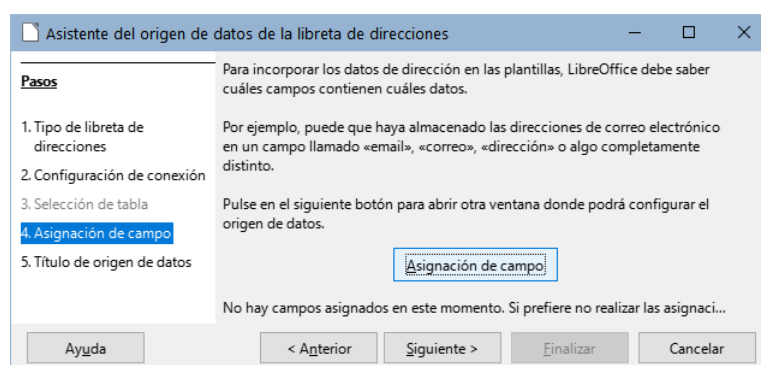 Asistente del origen de datos de la libreta de direcciones
Pasos
1. Tipo de libreta de
direcciones
2. Configuración de conexión
3. Selección de tabla
4. Asignación de campo
5. Título de origen de datos
Para incorporar los datos de dirección en las plantillas, LibreOffice debe saber
cuáles campos contienen cuáles datos.
Por ejemplo, puede que haya almacenado las direcciones de correo electrónico
en un campo llamado «email», «correo», «dirección» o algo completamente
distinto.
Pulse en el siguiente botón para abrir otra ventana donde podrá configurar el
origen de datos.
Asignación de campo
No hay campos asignados en este momento. Si prefiere no realizar las asignaci...
Ayuda
< Anterior
Siguiente >
Finalizar
Cancelar